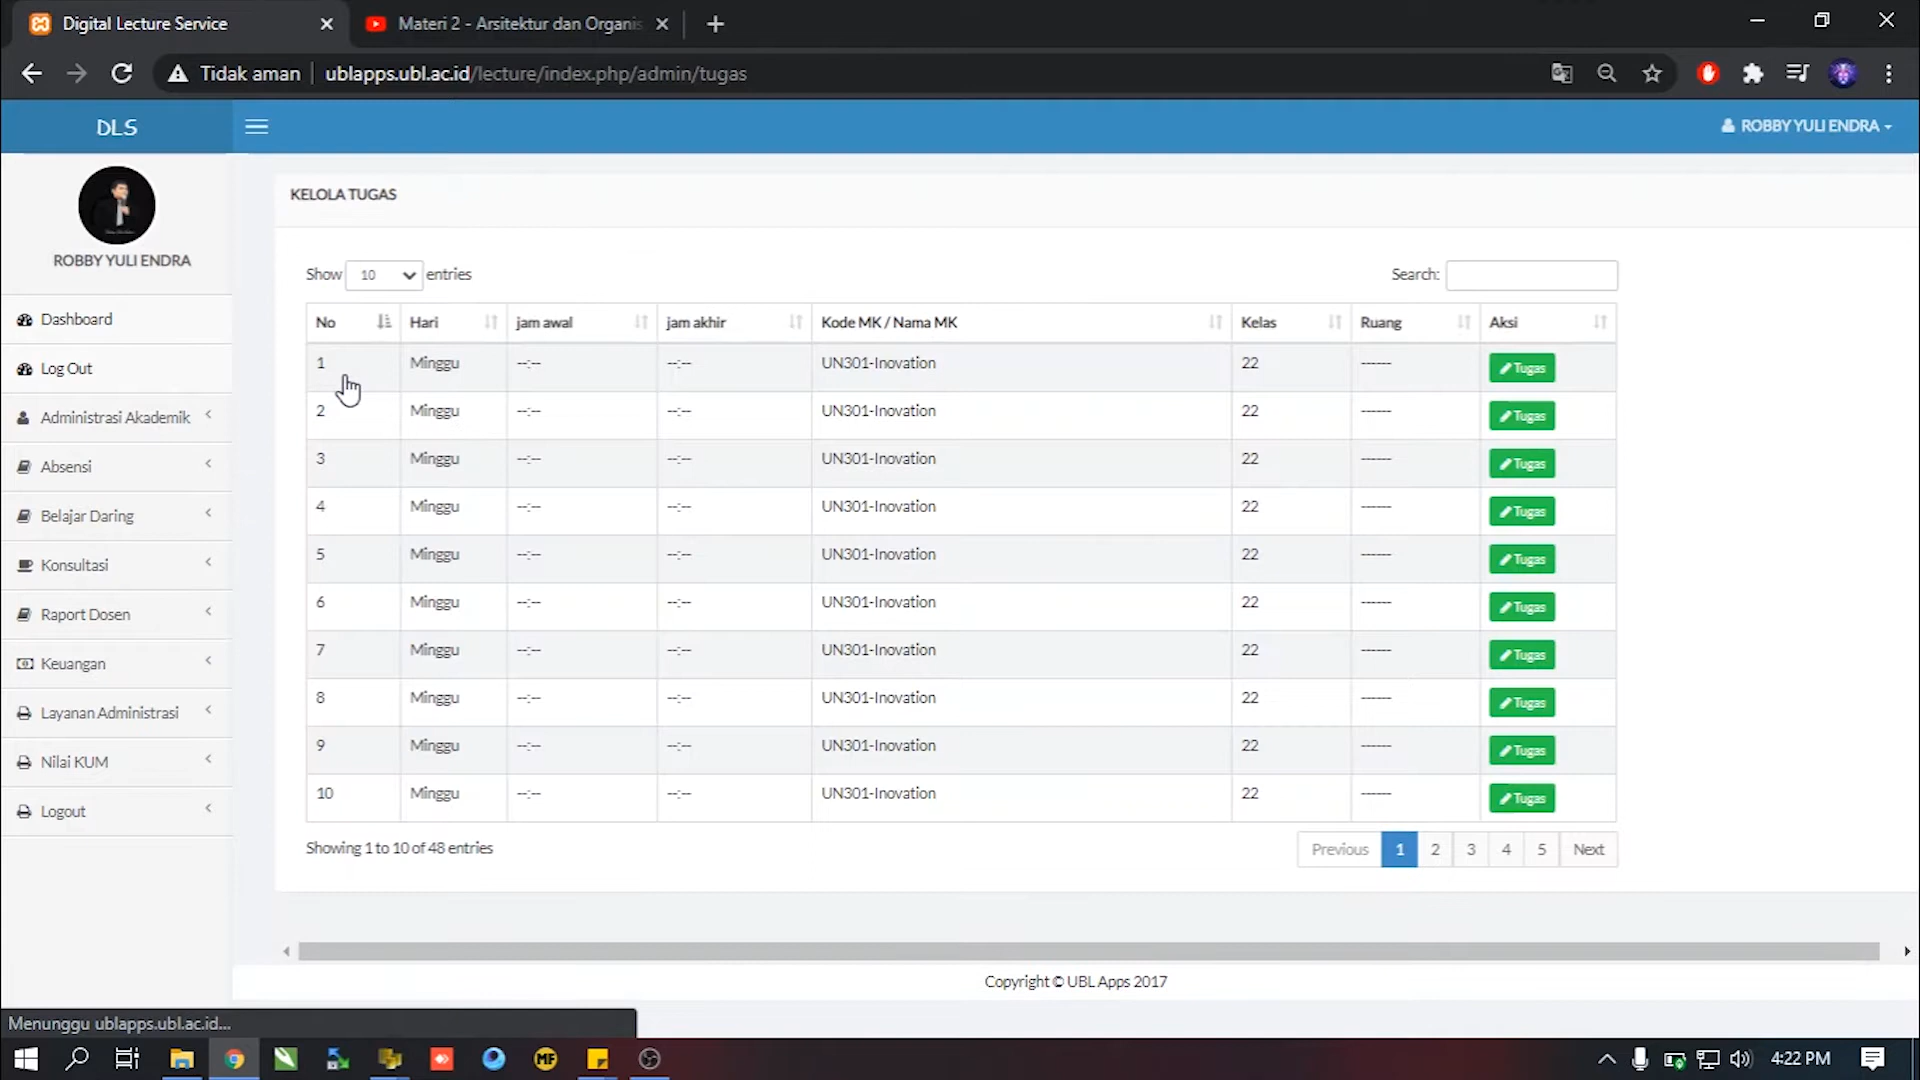 Digital Lecture Service
Materi 2 - Arsitektur dan Organis
Tidak aman
ublapps.ubl.ac.id/lecture/index.php/admin/tugas
DLS
ROBBY YULI ENDRA
ROBBY YULI ENDRA
Dashboard
Log Out
Administrasi Akademik
Absensi
Belajar Daring
Konsultasi
Raport Dosen
Keuangan
Layanan Administrasi
Nilai KUM
Logout
KELOLA TUGAS
Show 10 entries
Search:
No Hari jam awal jam akhir Kode MK / Nama MK Kelas Ruang Aksi
1 Minggu --:-- --:-- UN301-Inovation 22 ------ Tugas
2 Minggu --:-- --:-- UN301-Inovation 22 ------ Tugas
3 Minggu --:-- --:-- UN301-Inovation 22 ------ Tugas
4 Minggu --:-- --:-- UN301-Inovation 22 ------ Tugas
5 Minggu --:-- --:-- UN301-Inovation 22 ------ Tugas
6 Minggu --:-- --:-- UN301-Inovation 22 ------ Tugas
7 Minggu --:-- --:-- UN301-Inovation 22 ------ Tugas
8 Minggu --:-- --:-- UN301-Inovation 22 ------ Tugas
9 Minggu --:-- --:-- UN301-Inovation 22 ------ Tugas
10 Minggu --:-- --:-- UN301-Inovation 22 ------ Tugas
Showing 1 to 10 of 48 entries
Previous 1 2 3 4 5 Next
Copyright © UBL Apps 2017
Menunggu ublapps.ubl.ac.id...
MF
4:22 PM